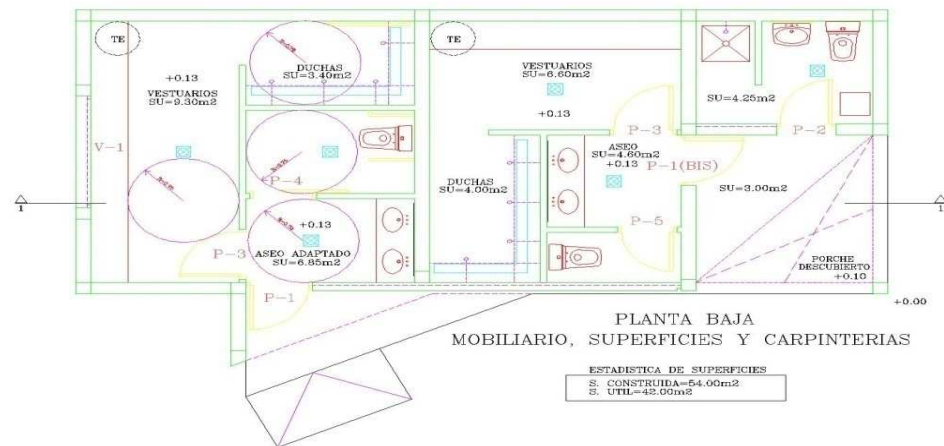 TE
DUCHAS
SU=3.40m2
+0.13
VESTUARIOS
SU=9.30m2
V-1
P-4
+0.13
ASEO ADAPTADO
SU=6.85m2
P-3
P-1
TE
VESTUARIOS
SU=6.60m2
+0.13
P-3
ASEO
SU=4.60m2
+0.13
P-1(BIS)
DUCHAS
SU=4.00m2
P-5
SU=4.25m2
P-2
SU=3.00m2
PORCHE
DESCUBIERTO
+0.10
+0.00
1
1
PLANTA BAJA
MOBILIARIO, SUPERFICIES Y CARPINTERIAS
ESTADISTICA DE SUPERFICIES
S. CONSTRUIDA=54.00m2
S. UTIL=42.00m2